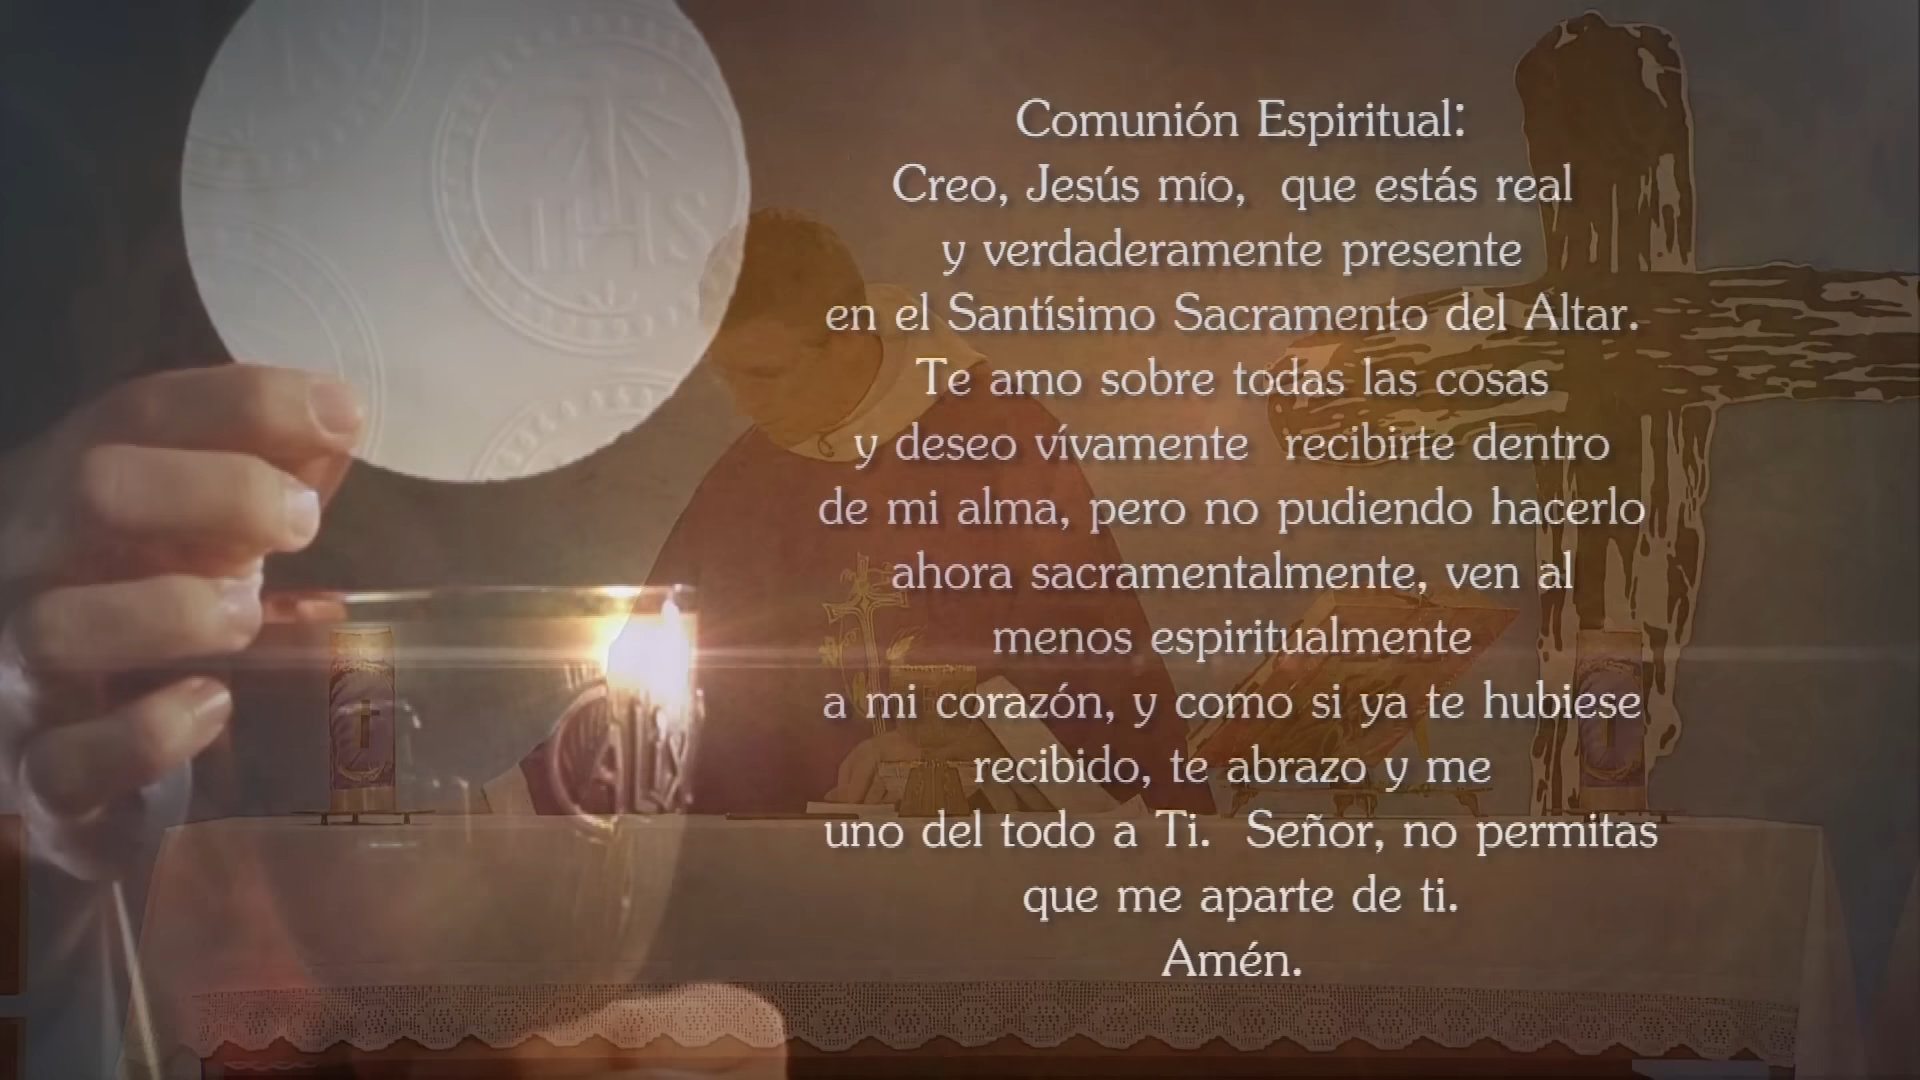 IHS
Comunión Espiritual:
Creo, Jesús mío,  que estás real
y verdaderamente presente
en el Santísimo Sacramento del Altar.
Te amo sobre todas las cosas
y deseo vívamente  recibirte dentro
de mi alma, pero no pudiendo hacerlo
ahora sacramentalmente, ven al
menos espiritualmente
a mi corazón, y como si ya te hubiese
recibido, te abrazo y me
uno del todo a Ti.  Señor, no permitas
que me aparte de ti.
Amén.